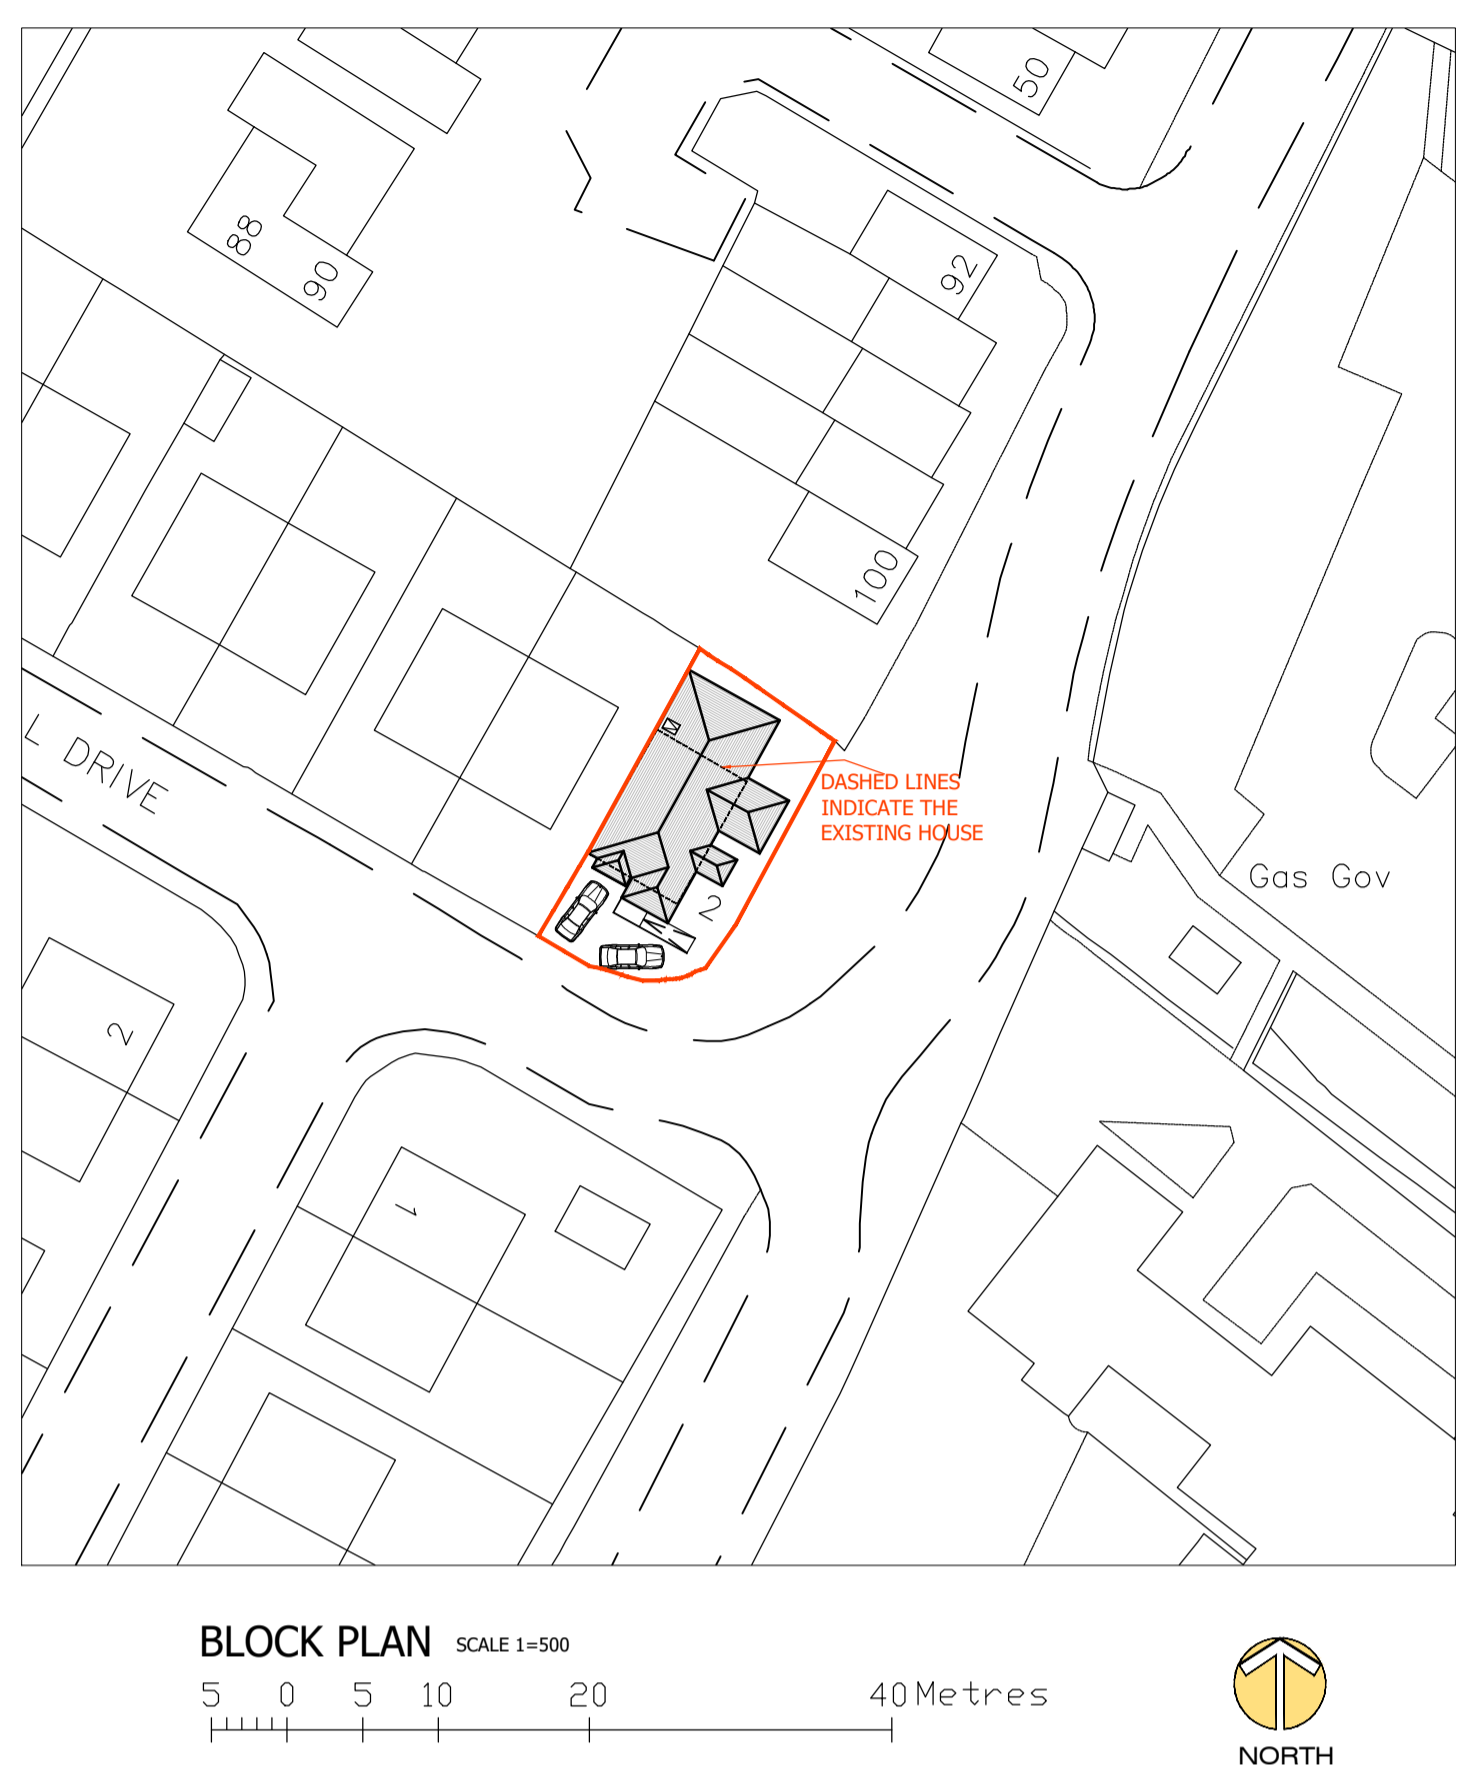 50
88
90
92
100
L DRIVE
DASHED LINES
INDICATE THE
EXISTING HOUSE
Gas Gov
2
2
1
BLOCK PLAN SCALE 1=500
5 0 5 10 20 40 Metres
NORTH